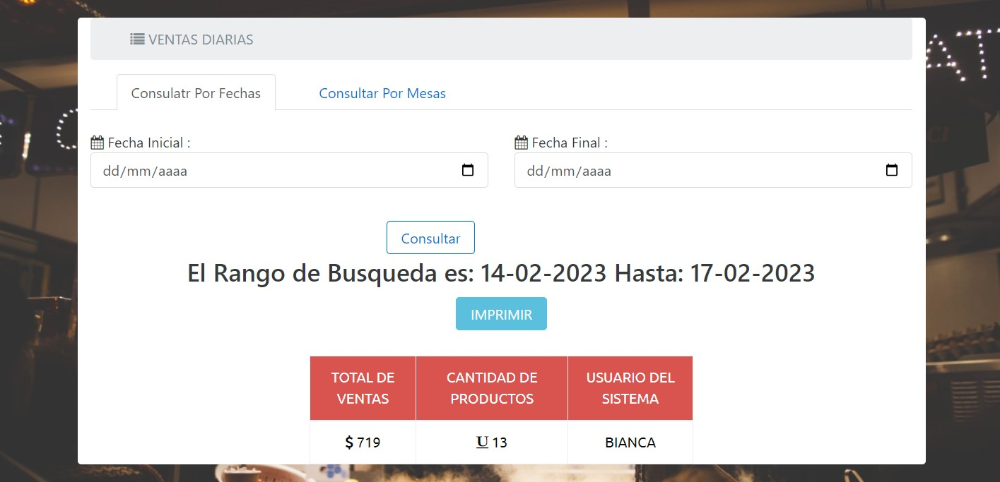 VENTAS DIARIAS
Consulatr Por Fechas
Consultar Por Mesas
Fecha Inicial :
Fecha Final :
dd/mm/aaaa
dd/mm/aaaa
Consultar
El Rango de Busqueda es: 14-02-2023 Hasta: 17-02-2023
IMPRIMIR
TOTAL DE
VENTAS
CANTIDAD DE
PRODUCTOS
USUARIO DEL
SISTEMA
$ 719
U 13
BIANCA